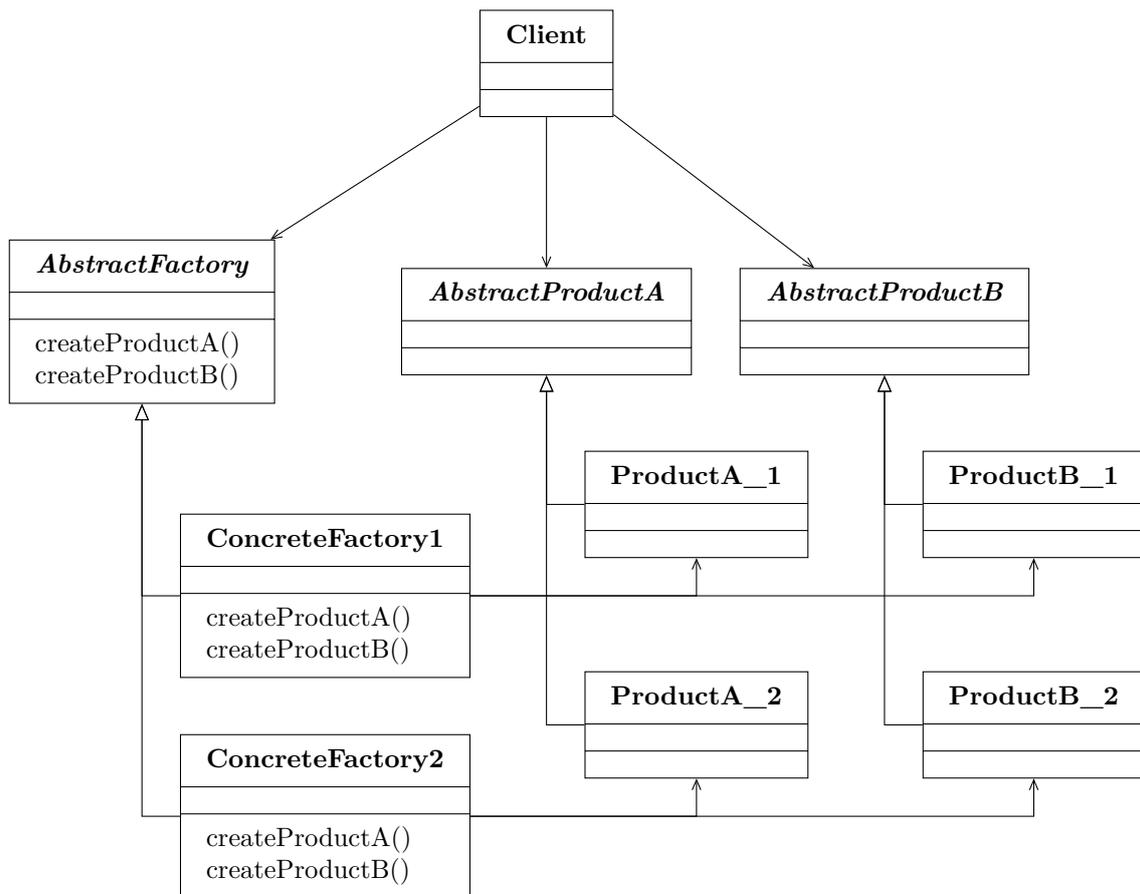 Client
AbstractFactory
createProductA()
createProductB()
AbstractProductA
AbstractProductB
ProductA_1
ProductB_1
ConcreteFactory1
createProductA()
createProductB()
ProductA_2
ProductB_2
ConcreteFactory2
createProductA()
createProductB()